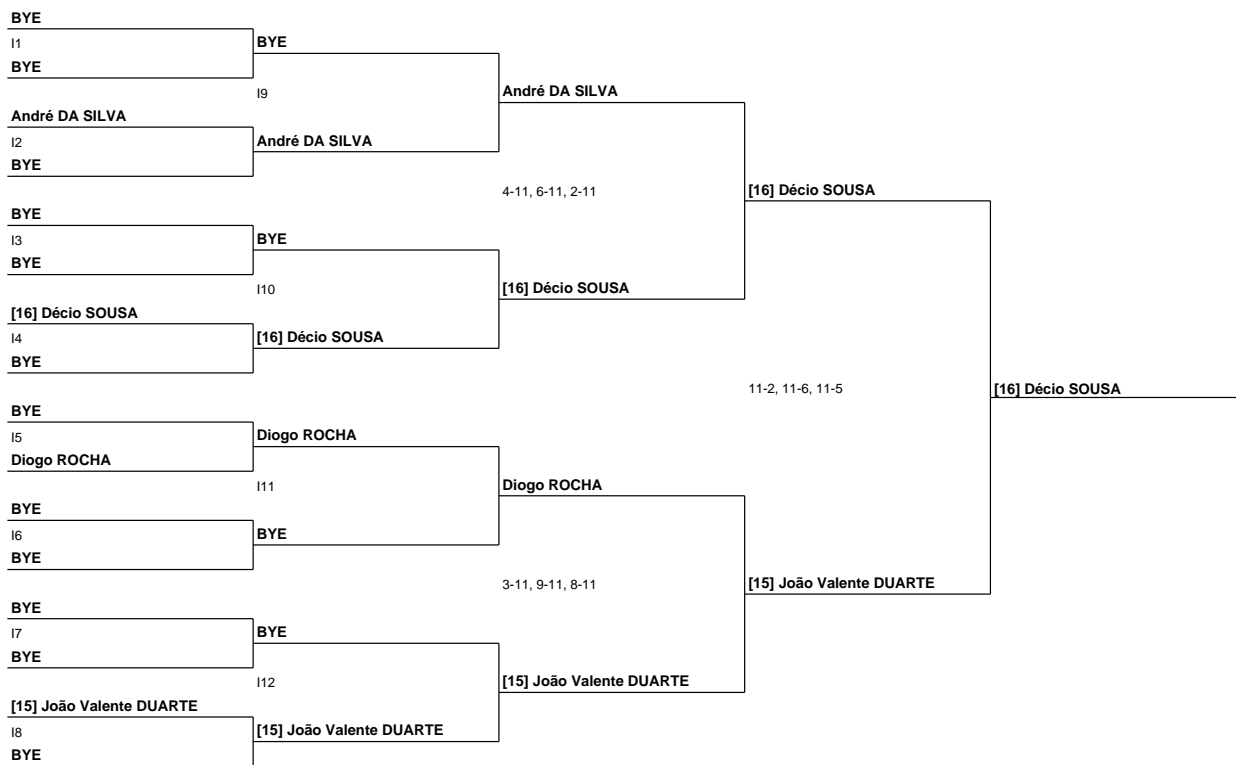 BYE
I1
BYE
BYE
I9
André DA SILVA
André DA SILVA
I2
André DA SILVA
BYE
4-11, 6-11, 2-11
[16] Décio SOUSA
BYE
I3
BYE
BYE
I10
[16] Décio SOUSA
[16] Décio SOUSA
I4
[16] Décio SOUSA
BYE
11-2, 11-6, 11-5
[16] Décio SOUSA
BYE
I5
Diogo ROCHA
Diogo ROCHA
I11
Diogo ROCHA
BYE
I6
BYE
BYE
3-11, 9-11, 8-11
[15] João Valente DUARTE
BYE
I7
BYE
BYE
I12
[15] João Valente DUARTE
[15] João Valente DUARTE
I8
[15] João Valente DUARTE
BYE